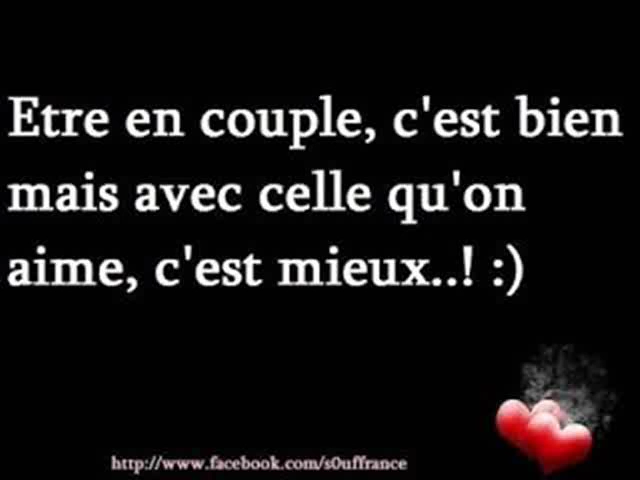 Etre en couple, c'est bien
mais avec celle qu'on
aime, c'est mieux..! :)
http://www.facebook.com/s0uffrance